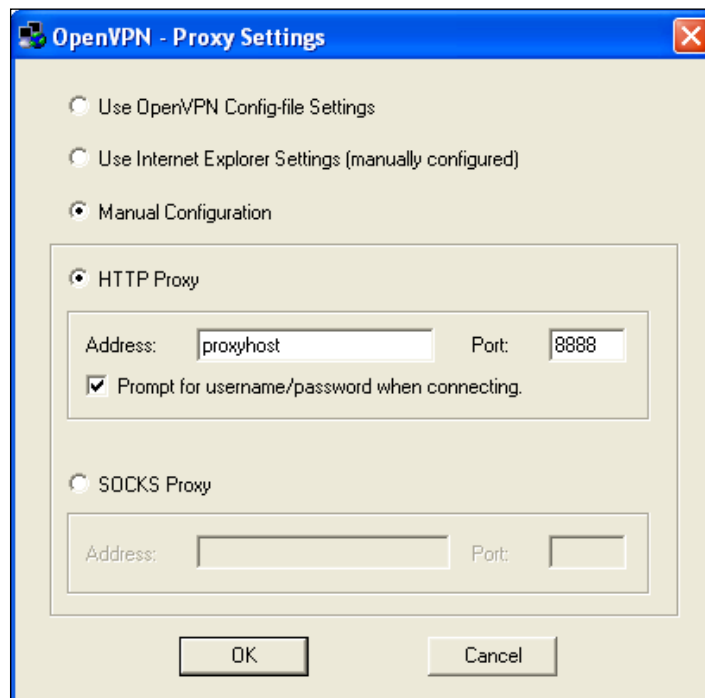 OpenVPN - Proxy Settings
Use OpenVPN Config-file Settings
Use Internet Explorer Settings (manually configured)
Manual Configuration
HTTP Proxy
Address: proxyhost Port: 8888
Prompt for username/password when connecting.
SOCKS Proxy
Address: Port:
OK Cancel